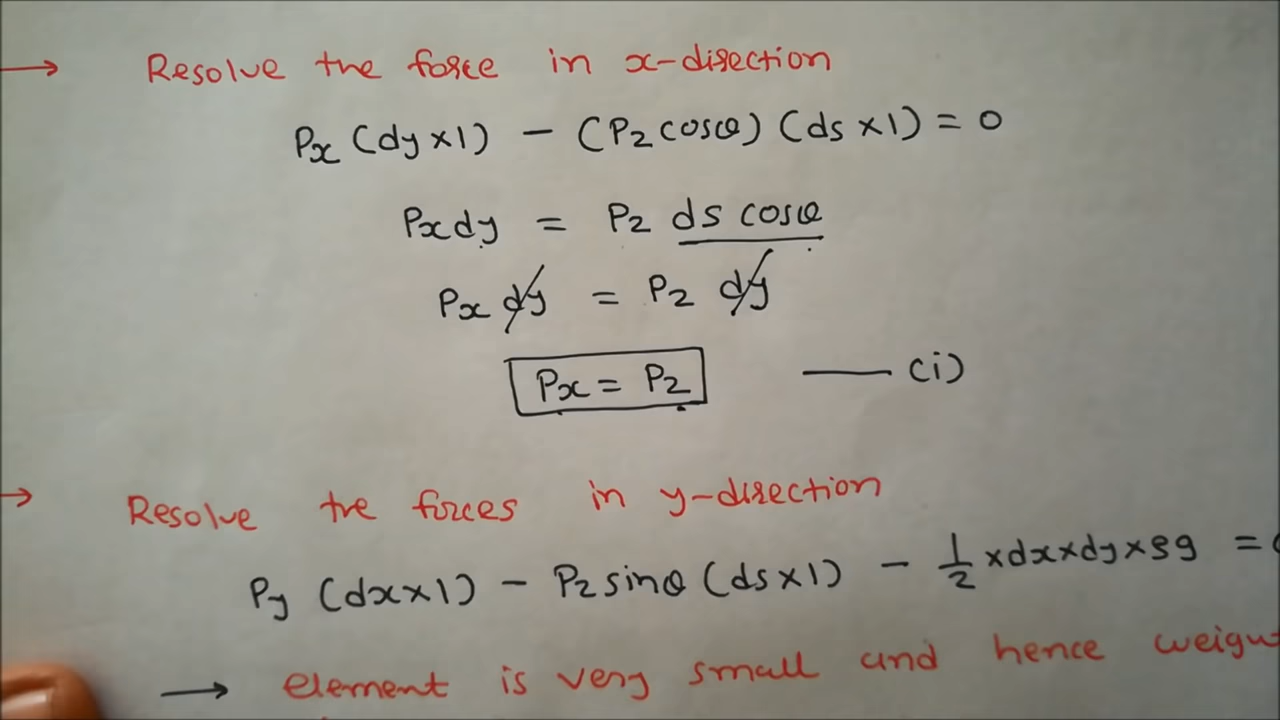 → Resolve the force in x-direction
Px (dy×1) – (P2 cosθ) (ds×1) = 0
Px dy = P2 ds cosθ
Px dy = P2 dy
Px = P2 —— (i)
→ Resolve the forces in y-direction
Py (dx×1) – P2 sinθ (ds×1) – 1/2 ×dx×dy×ρg =
→ element is very small and hence